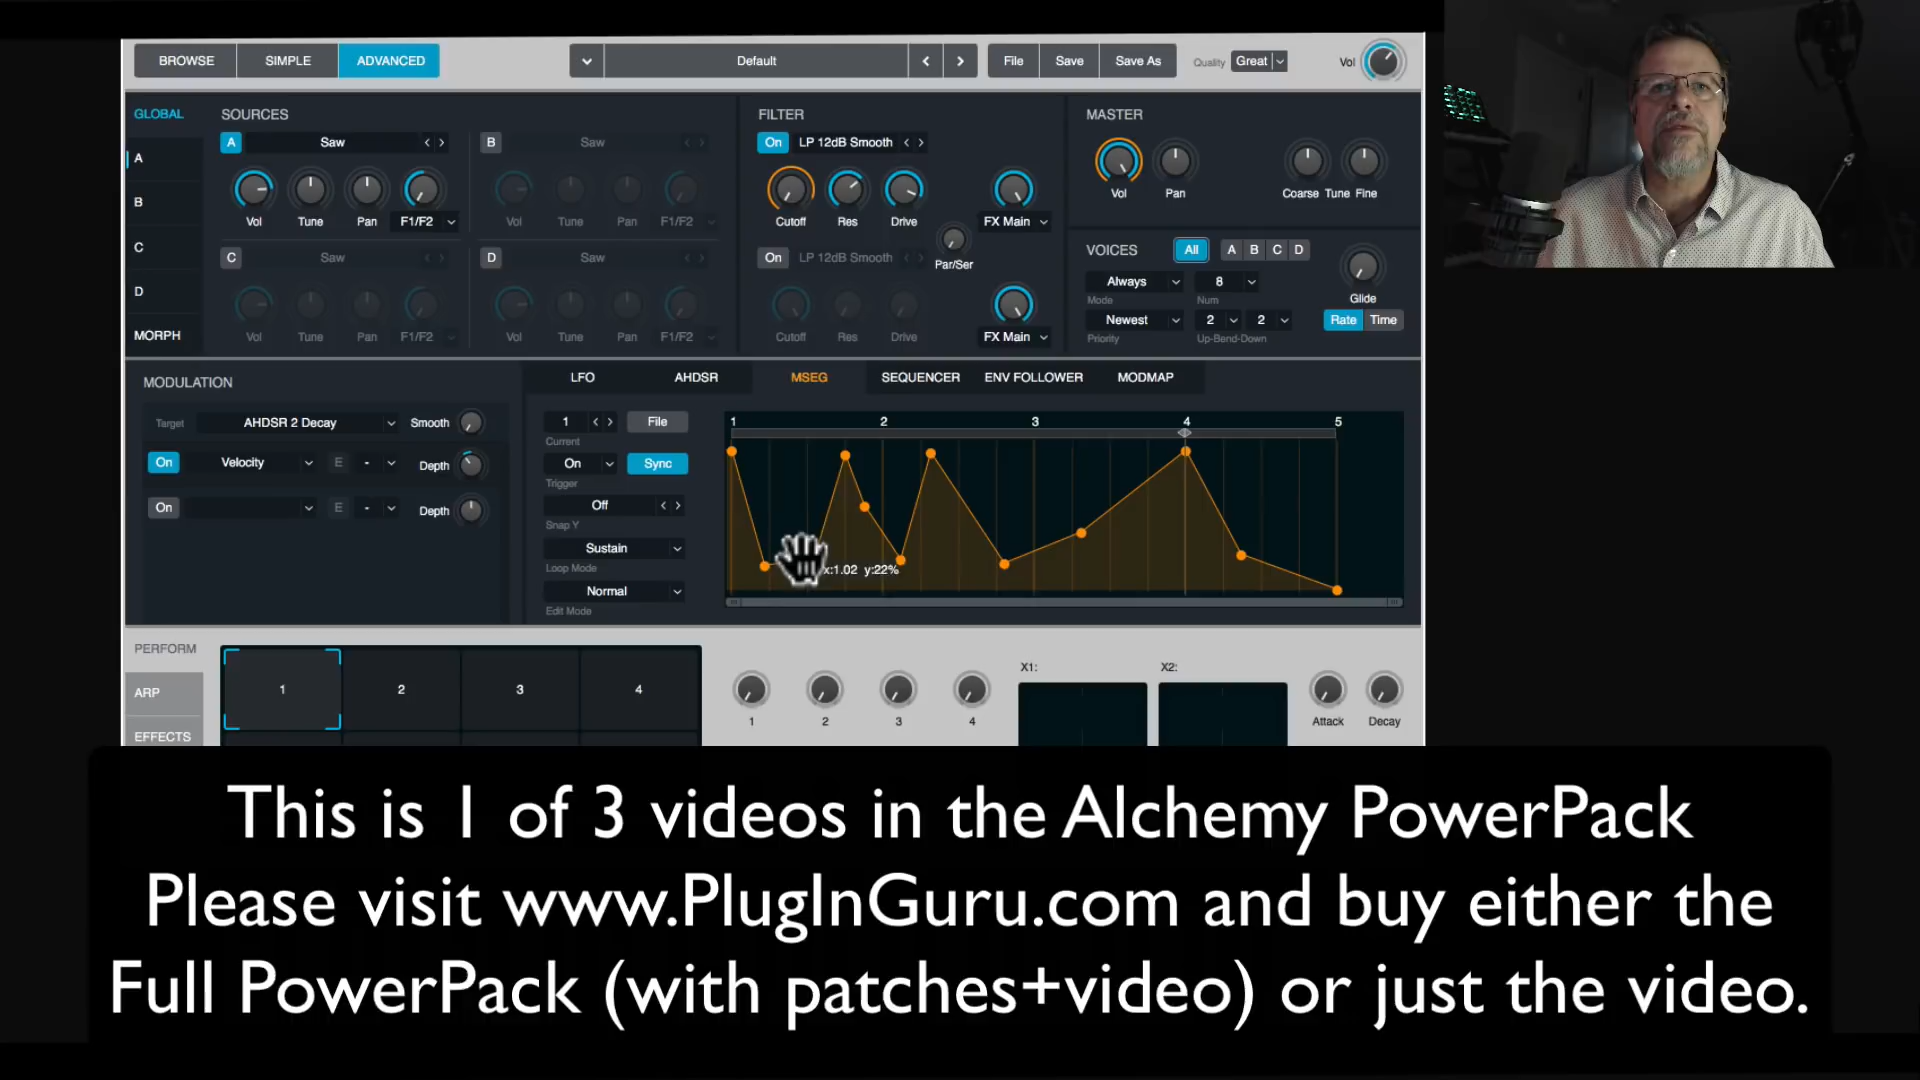 BROWSE SIMPLE ADVANCED Default File Save Save As Quality Great Vol
GLOBAL SOURCES FILTER MASTER
A A Saw B Saw On LP 12dB Smooth
Vol Tune Pan F1/F2 Vol Tune Pan F1/F2 Cutoff Res Drive FX Main Vol Pan Coarse Tune Fine
B
C C Saw D Saw On LP 12dB Smooth Par/Ser VOICES All A B C D
D Always 8 Glide
Mode Num
MORPH Vol Tune Pan F1/F2 Vol Tune Pan F1/F2 Cutoff Res Drive FX Main Newest 2 2 Rate Time
Priority Up-Bend-Down
MODULATION LFO AHDSR MSEG SEQUENCER ENV FOLLOWER MODMAP
Target AHDSR 2 Decay Smooth 1 File 1 2 3 4 5
Current
On Velocity E - Depth On Sync
Trigger
On E - Depth Off
Snap Y
Sustain
Loop Mode x:1.02 y:22%
Normal
Edit Mode
PERFORM 1 2 3 4 X1: X2:
ARP 1 2 3 4 Attack Decay
EFFECTS
This is 1 of 3 videos in the Alchemy PowerPack
Please visit www.PlugInGuru.com and buy either the
Full PowerPack (with patches+video) or just the video.